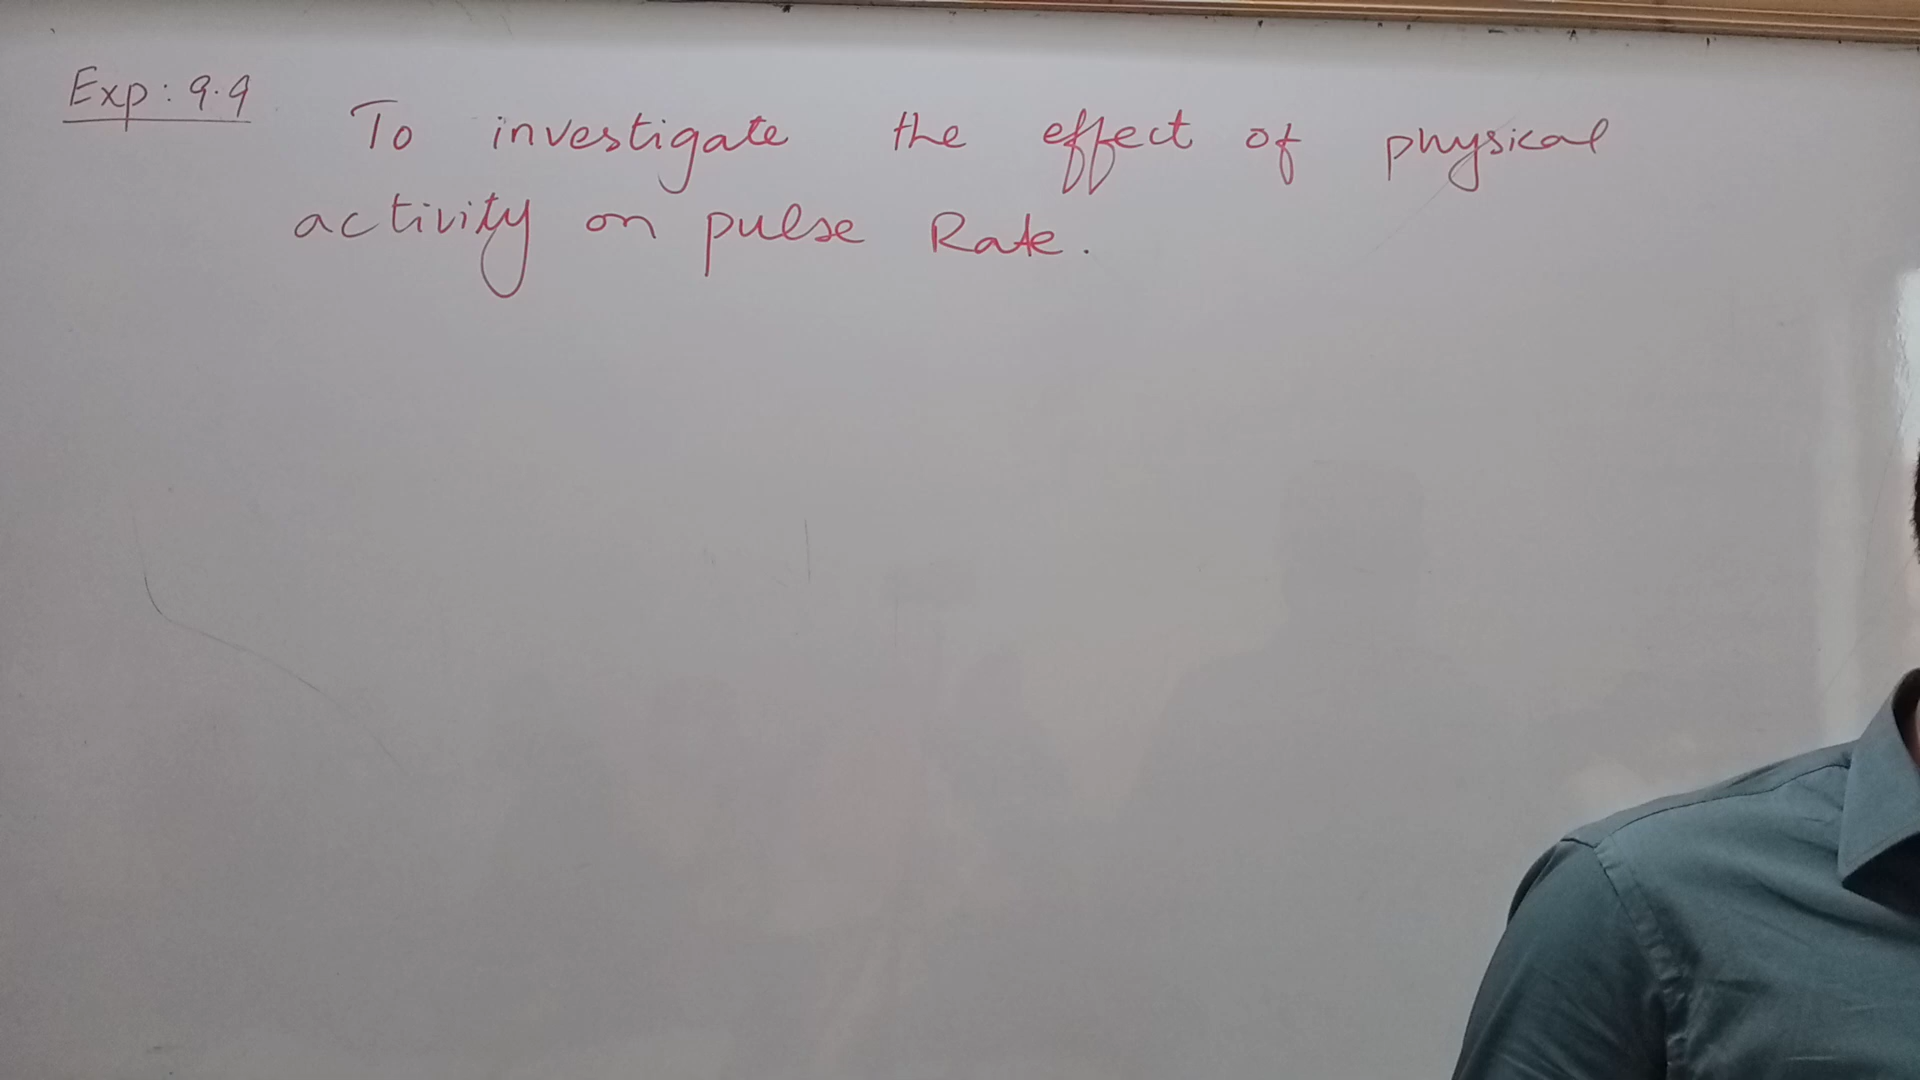 Exp: 9.9
To investigate the effect of physical
activity on pulse Rate.